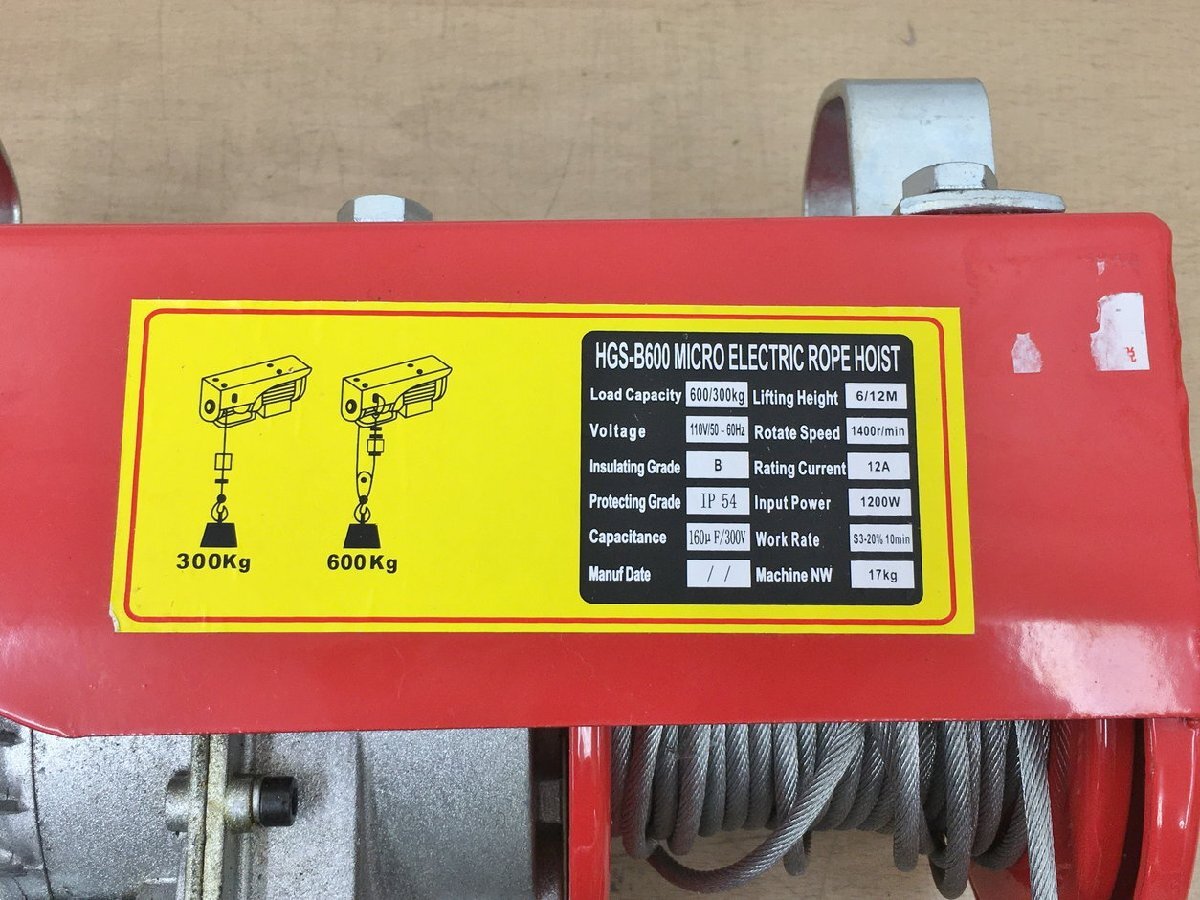 300Kg
600Kg
HGS-B600 MICRO ELECTRIC ROPE HOIST
Load Capacity 600/300kg Lifting Height 6/12M
Voltage 110V/50-60Hz Rotate Speed 1400r/min
Insulating Grade B Rating Current 12A
Protecting Grade IP 54 Input Power 1200W
Capacitance 160μF/300V Work Rate S3-20% 10min
Manuf Date / / Machine NW 17kg